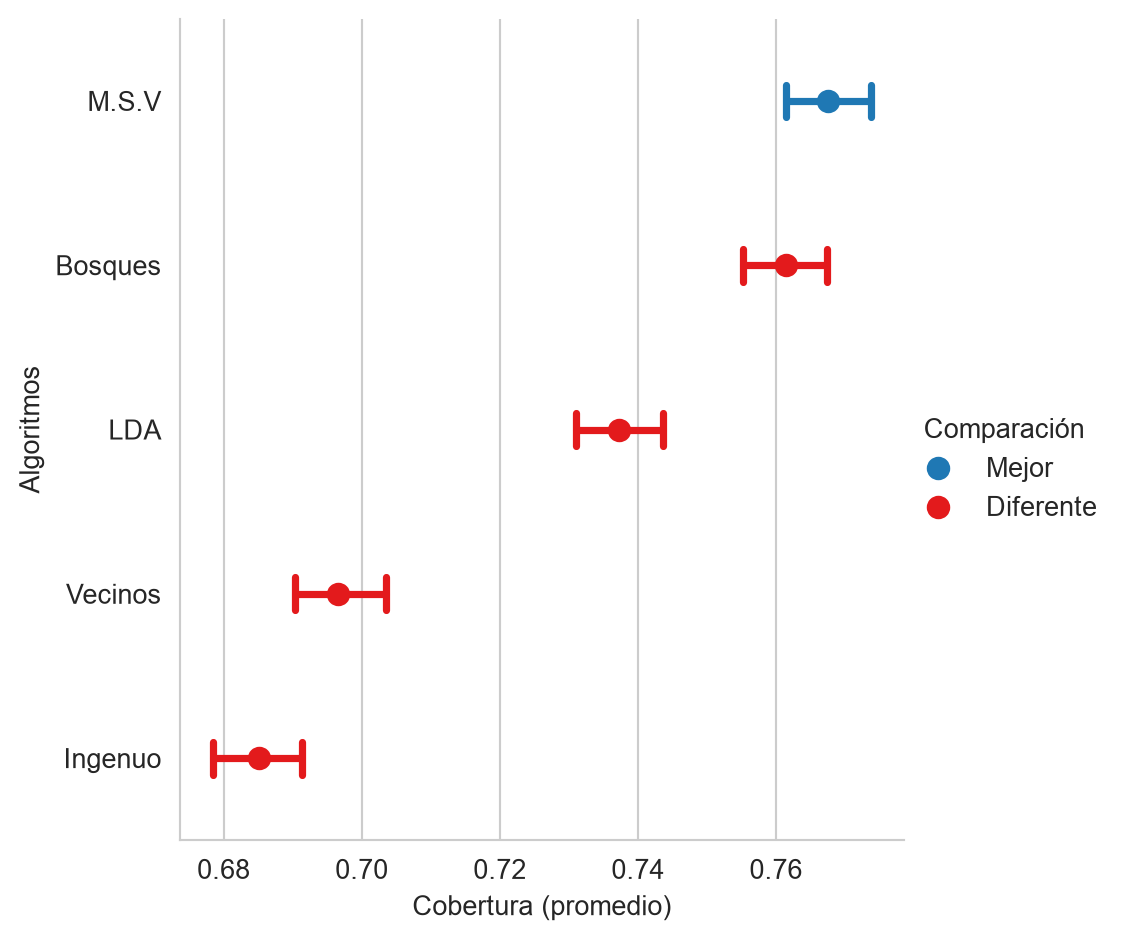 M.S.V
Bosques
LDA
Vecinos
Ingenuo
Algoritmos
0.68 0.70 0.72 0.74 0.76
Cobertura (promedio)
Comparación
Mejor
Diferente